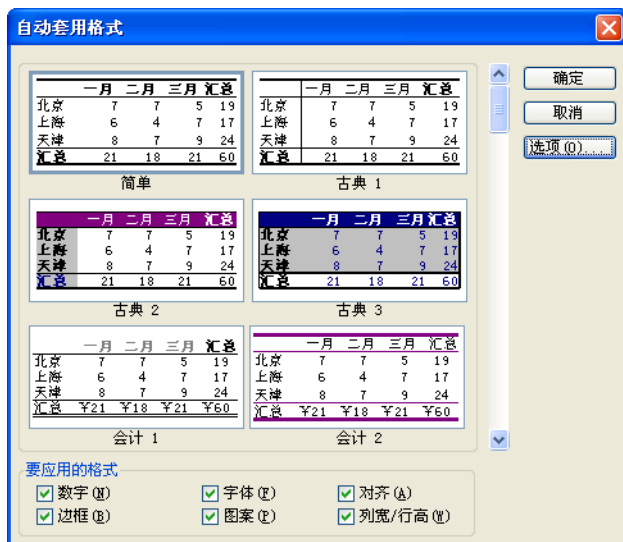 自动套用格式
一月 二月 三月 汇总
北京 7 7 5 19
上海 6 4 7 17
天津 8 7 9 24
汇总 21 18 21 60
简单
一月 二月 三月 汇总
北京 7 7 5 19
上海 6 4 7 17
天津 8 7 9 24
汇总 21 18 21 60
古典 1
确定
取消
选项(O)...
一月 二月 三月 汇总
北京 7 7 5 19
上海 6 4 7 17
天津 8 7 9 24
汇总 21 18 21 60
古典 2
一月 二月 三月 汇总
北京 7 7 5 19
上海 6 4 7 17
天津 8 7 9 24
汇总 21 18 21 60
古典 3
一月 二月 三月 汇总
北京 7 7 5 19
上海 6 4 7 17
天津 8 7 9 24
汇总 ¥21 ¥18 ¥21 ¥60
会计 1
一月 二月 三月 汇总
北京 7 7 5 19
上海 6 4 7 17
天津 8 7 9 24
汇总 ¥21 ¥18 ¥21 ¥60
会计 2
要应用的格式
数字(N) 字体(F) 对齐(A)
边框(B) 图案(P) 列宽/行高(W)